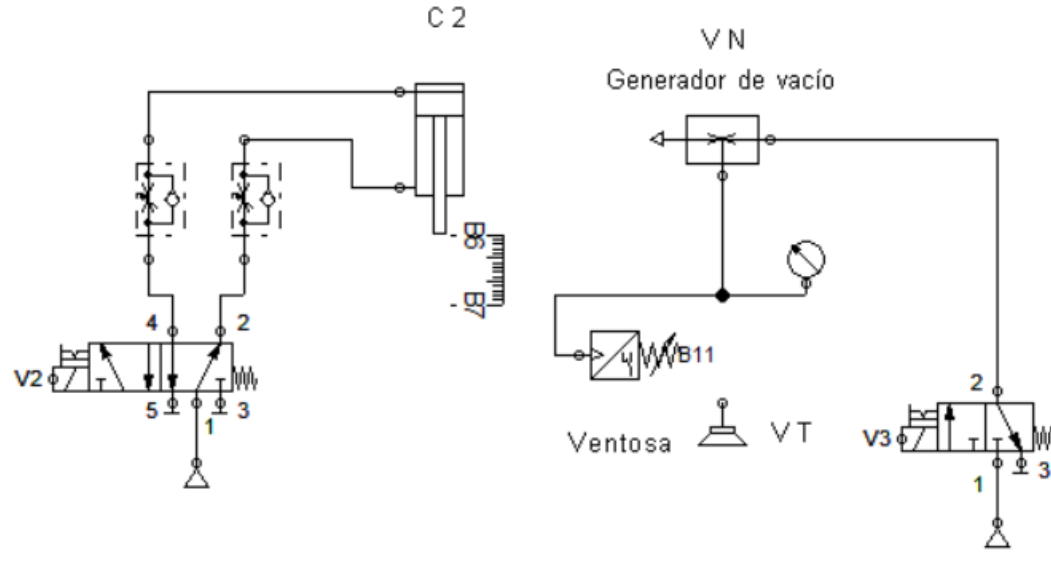 C 2
V N
Generador de vacío
B6
B7
4
2
V2
5
1
3
B11
Ventosa
V T
2
V3
1
3